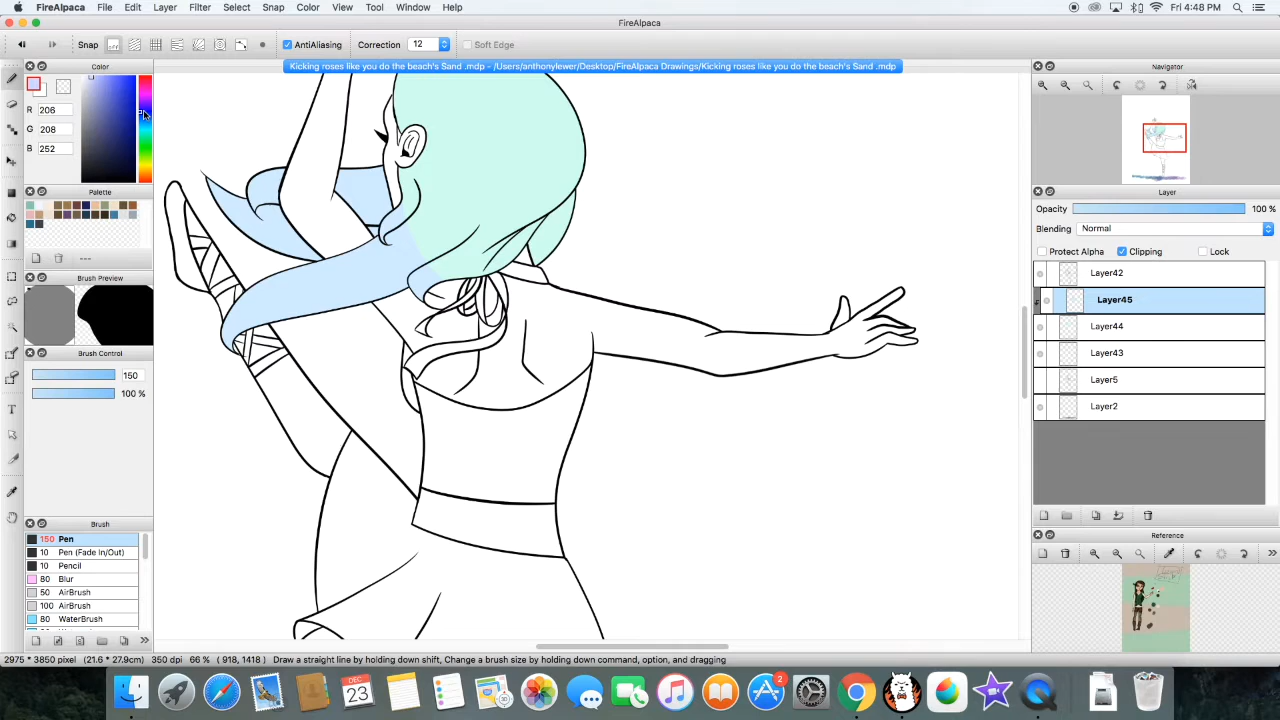 FireAlpaca File Edit Layer Filter Select Snap Color View Tool Window Help Fri 4:48 PM
FireAlpaca
Snap AntiAliasing Correction 12 Soft Edge
Kicking roses like you do the beach's Sand .mdp - /Users/anthonylewer/Desktop/FireAlpaca Drawings/Kicking roses like you do the beach's Sand .mdp
Color
R 206
G 208
B 252
Palette
---
Brush Preview
Brush Control
150
100 %
Brush
150 Pen
10 Pen (Fade In/Out)
10 Pencil
80 Blur
50 AirBrush
100 AirBrush
80 WaterBrush
Navigator
Layer
Opacity 100 %
Blending Normal
Protect Alpha Clipping Lock
Layer42
Layer45
Layer44
Layer43
Layer5
Layer2
Reference
2975 * 3850 pixel (21.6 * 27.9cm) 350 dpi 66 % ( 918, 1418 ) Draw a straight line by holding down shift, Change a brush size by holding down command, option, and dragging
DEC
23
2